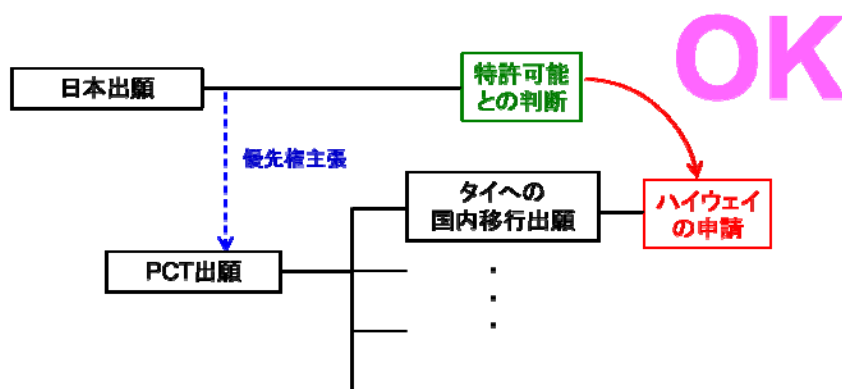 OK
日本出願
特許可能
との判断
優先権主張
タイへの
国内移行出願
ハイウェイ
の申請
PCT出願